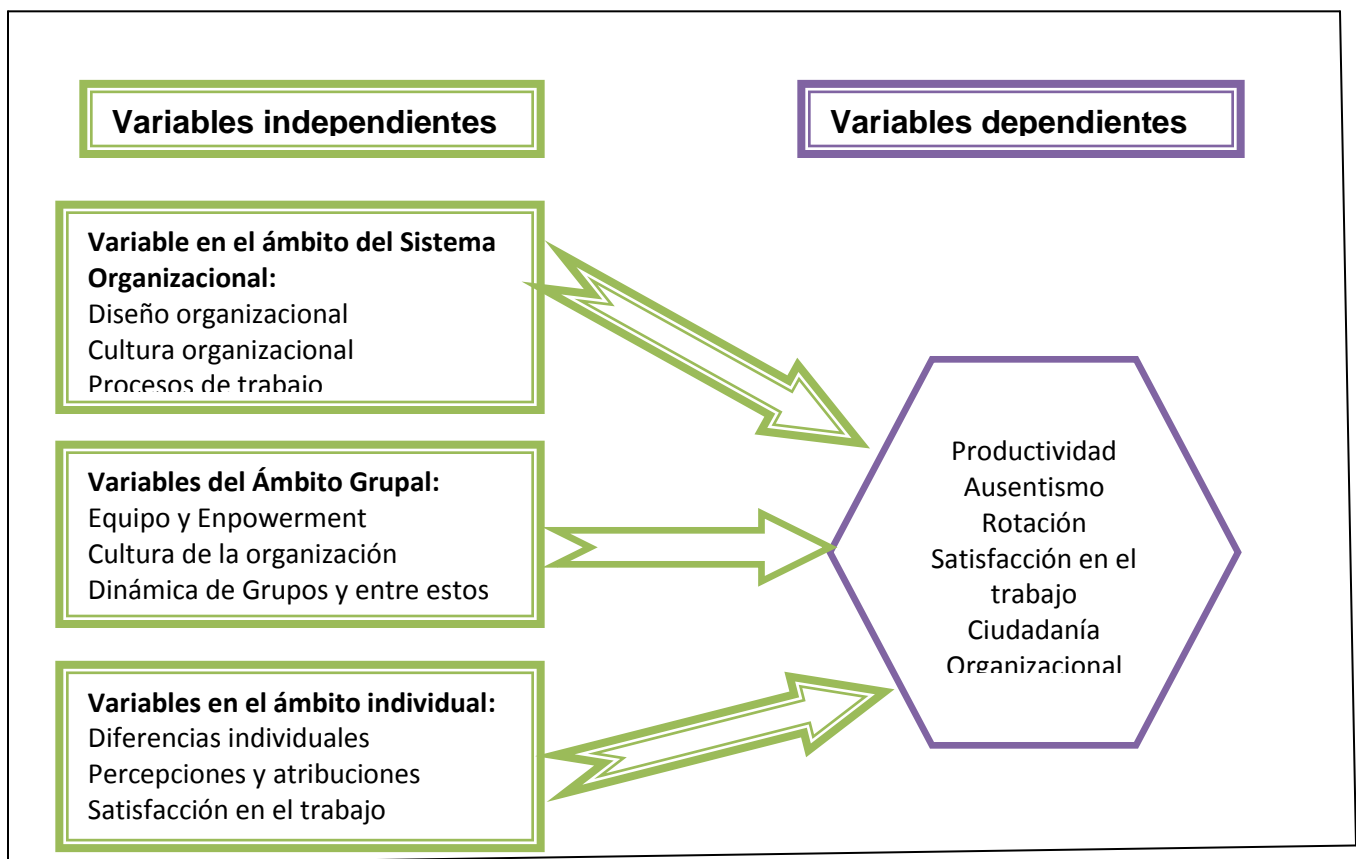 Variables independientes
Variables dependientes
Variable en el ámbito del Sistema
Organizacional:
Diseño organizacional
Cultura organizacional
Procesos de trabajo
Variables del Ámbito Grupal:
Equipo y Enpowerment
Cultura de la organización
Dinámica de Grupos y entre estos
Variables en el ámbito individual:
Diferencias individuales
Percepciones y atribuciones
Satisfacción en el trabajo
Productividad
Ausentismo
Rotación
Satisfacción en el
trabajo
Ciudadanía
Organizacional